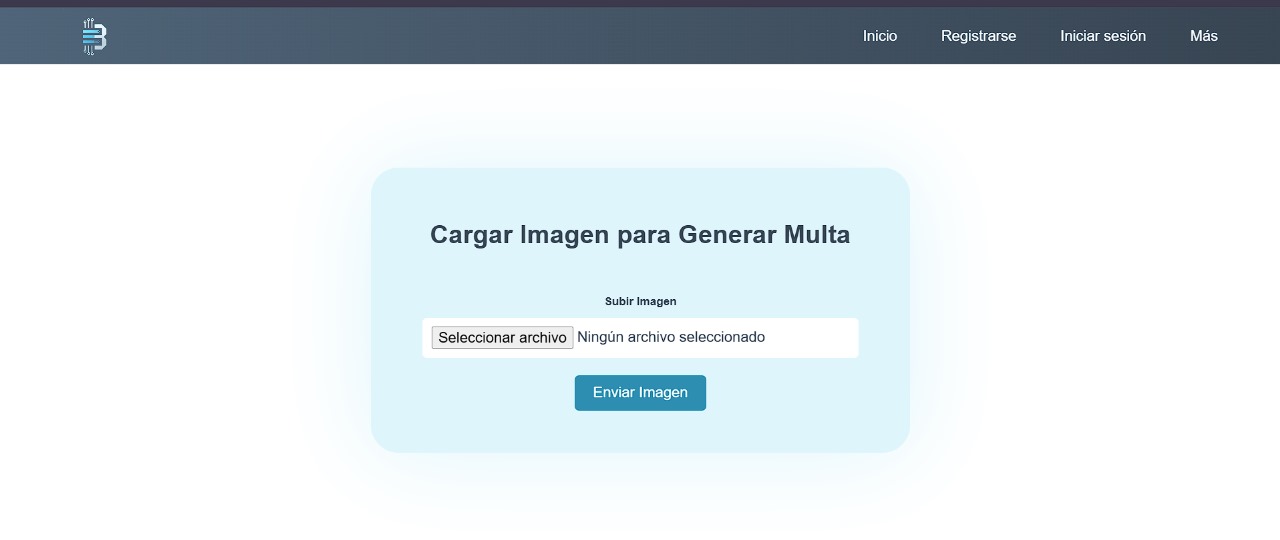 Inicio Registrarse Iniciar sesión Más
Cargar Imagen para Generar Multa
Subir Imagen
Seleccionar archivo Ningún archivo seleccionado
Enviar Imagen